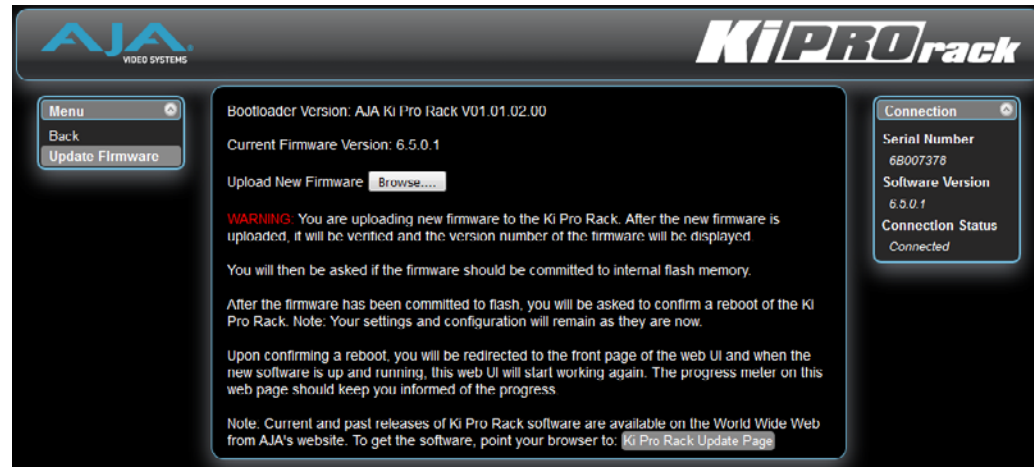 AJA
VIDEO SYSTEMS
KiPROrack
Menu
Back
Update Firmware
Bootloader Version: AJA Ki Pro Rack V01.01.02.00
Current Firmware Version: 6.5.0.1
Upload New Firmware Browse....
WARNING: You are uploading new firmware to the Ki Pro Rack. After the new firmware is
uploaded, it will be verified and the version number of the firmware will be displayed.
You will then be asked if the firmware should be committed to internal flash memory.
After the firmware has been committed to flash, you will be asked to confirm a reboot of the Ki
Pro Rack. Note: Your settings and configuration will remain as they are now.
Upon confirming a reboot, you will be redirected to the front page of the web UI and when the
new software is up and running, this web UI will start working again. The progress meter on this
web page should keep you informed of the progress.
Note. Current and past releases of Ki Pro Rack software are available on the World Wide Web
from AJA's website. To get the software, point your browser to: Ki Pro Rack Update Page
Connection
Serial Number
6B007378
Software Version
6.5.0.1
Connection Status
Connected